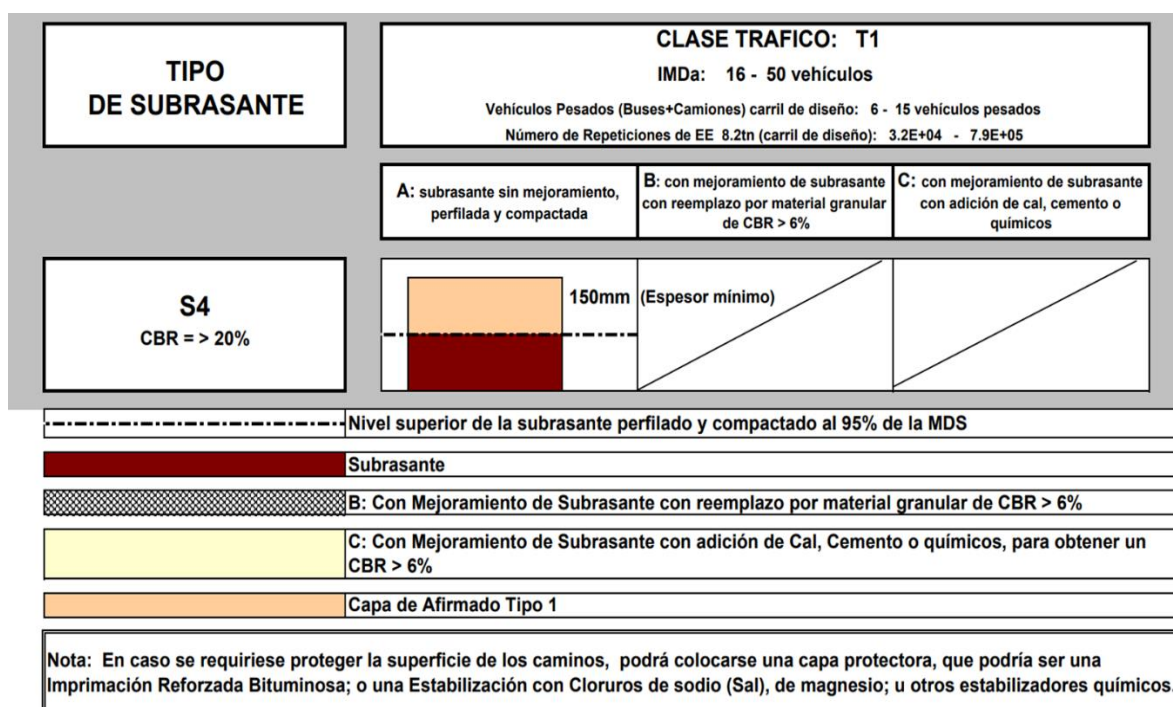 TIPO
DE SUBRASANTE
CLASE TRAFICO: T1
IMDa: 16 - 50 vehículos
Vehículos Pesados (Buses+Camiones) carril de diseño: 6 - 15 vehículos pesados
Número de Repeticiones de EE 8.2tn (carril de diseño): 3.2E+04 - 7.9E+05
A: subrasante sin mejoramiento,
perfilada y compactada
B: con mejoramiento de subrasante
con reemplazo por material granular
de CBR > 6%
C: con mejoramiento de subrasante
con adición de cal, cemento o
químicos
S4
CBR = > 20%
150mm (Espesor mínimo)
Nivel superior de la subrasante perfilado y compactado al 95% de la MDS
Subrasante
B: Con Mejoramiento de Subrasante con reemplazo por material granular de CBR > 6%
C: Con Mejoramiento de Subrasante con adición de Cal, Cemento o químicos, para obtener un
CBR > 6%
Capa de Afirmado Tipo 1
Nota: En caso se requiriese proteger la superficie de los caminos, podrá colocarse una capa protectora, que podría ser una
Imprimación Reforzada Bituminosa; o una Estabilización con Cloruros de sodio (Sal), de magnesio; u otros estabilizadores químicos.